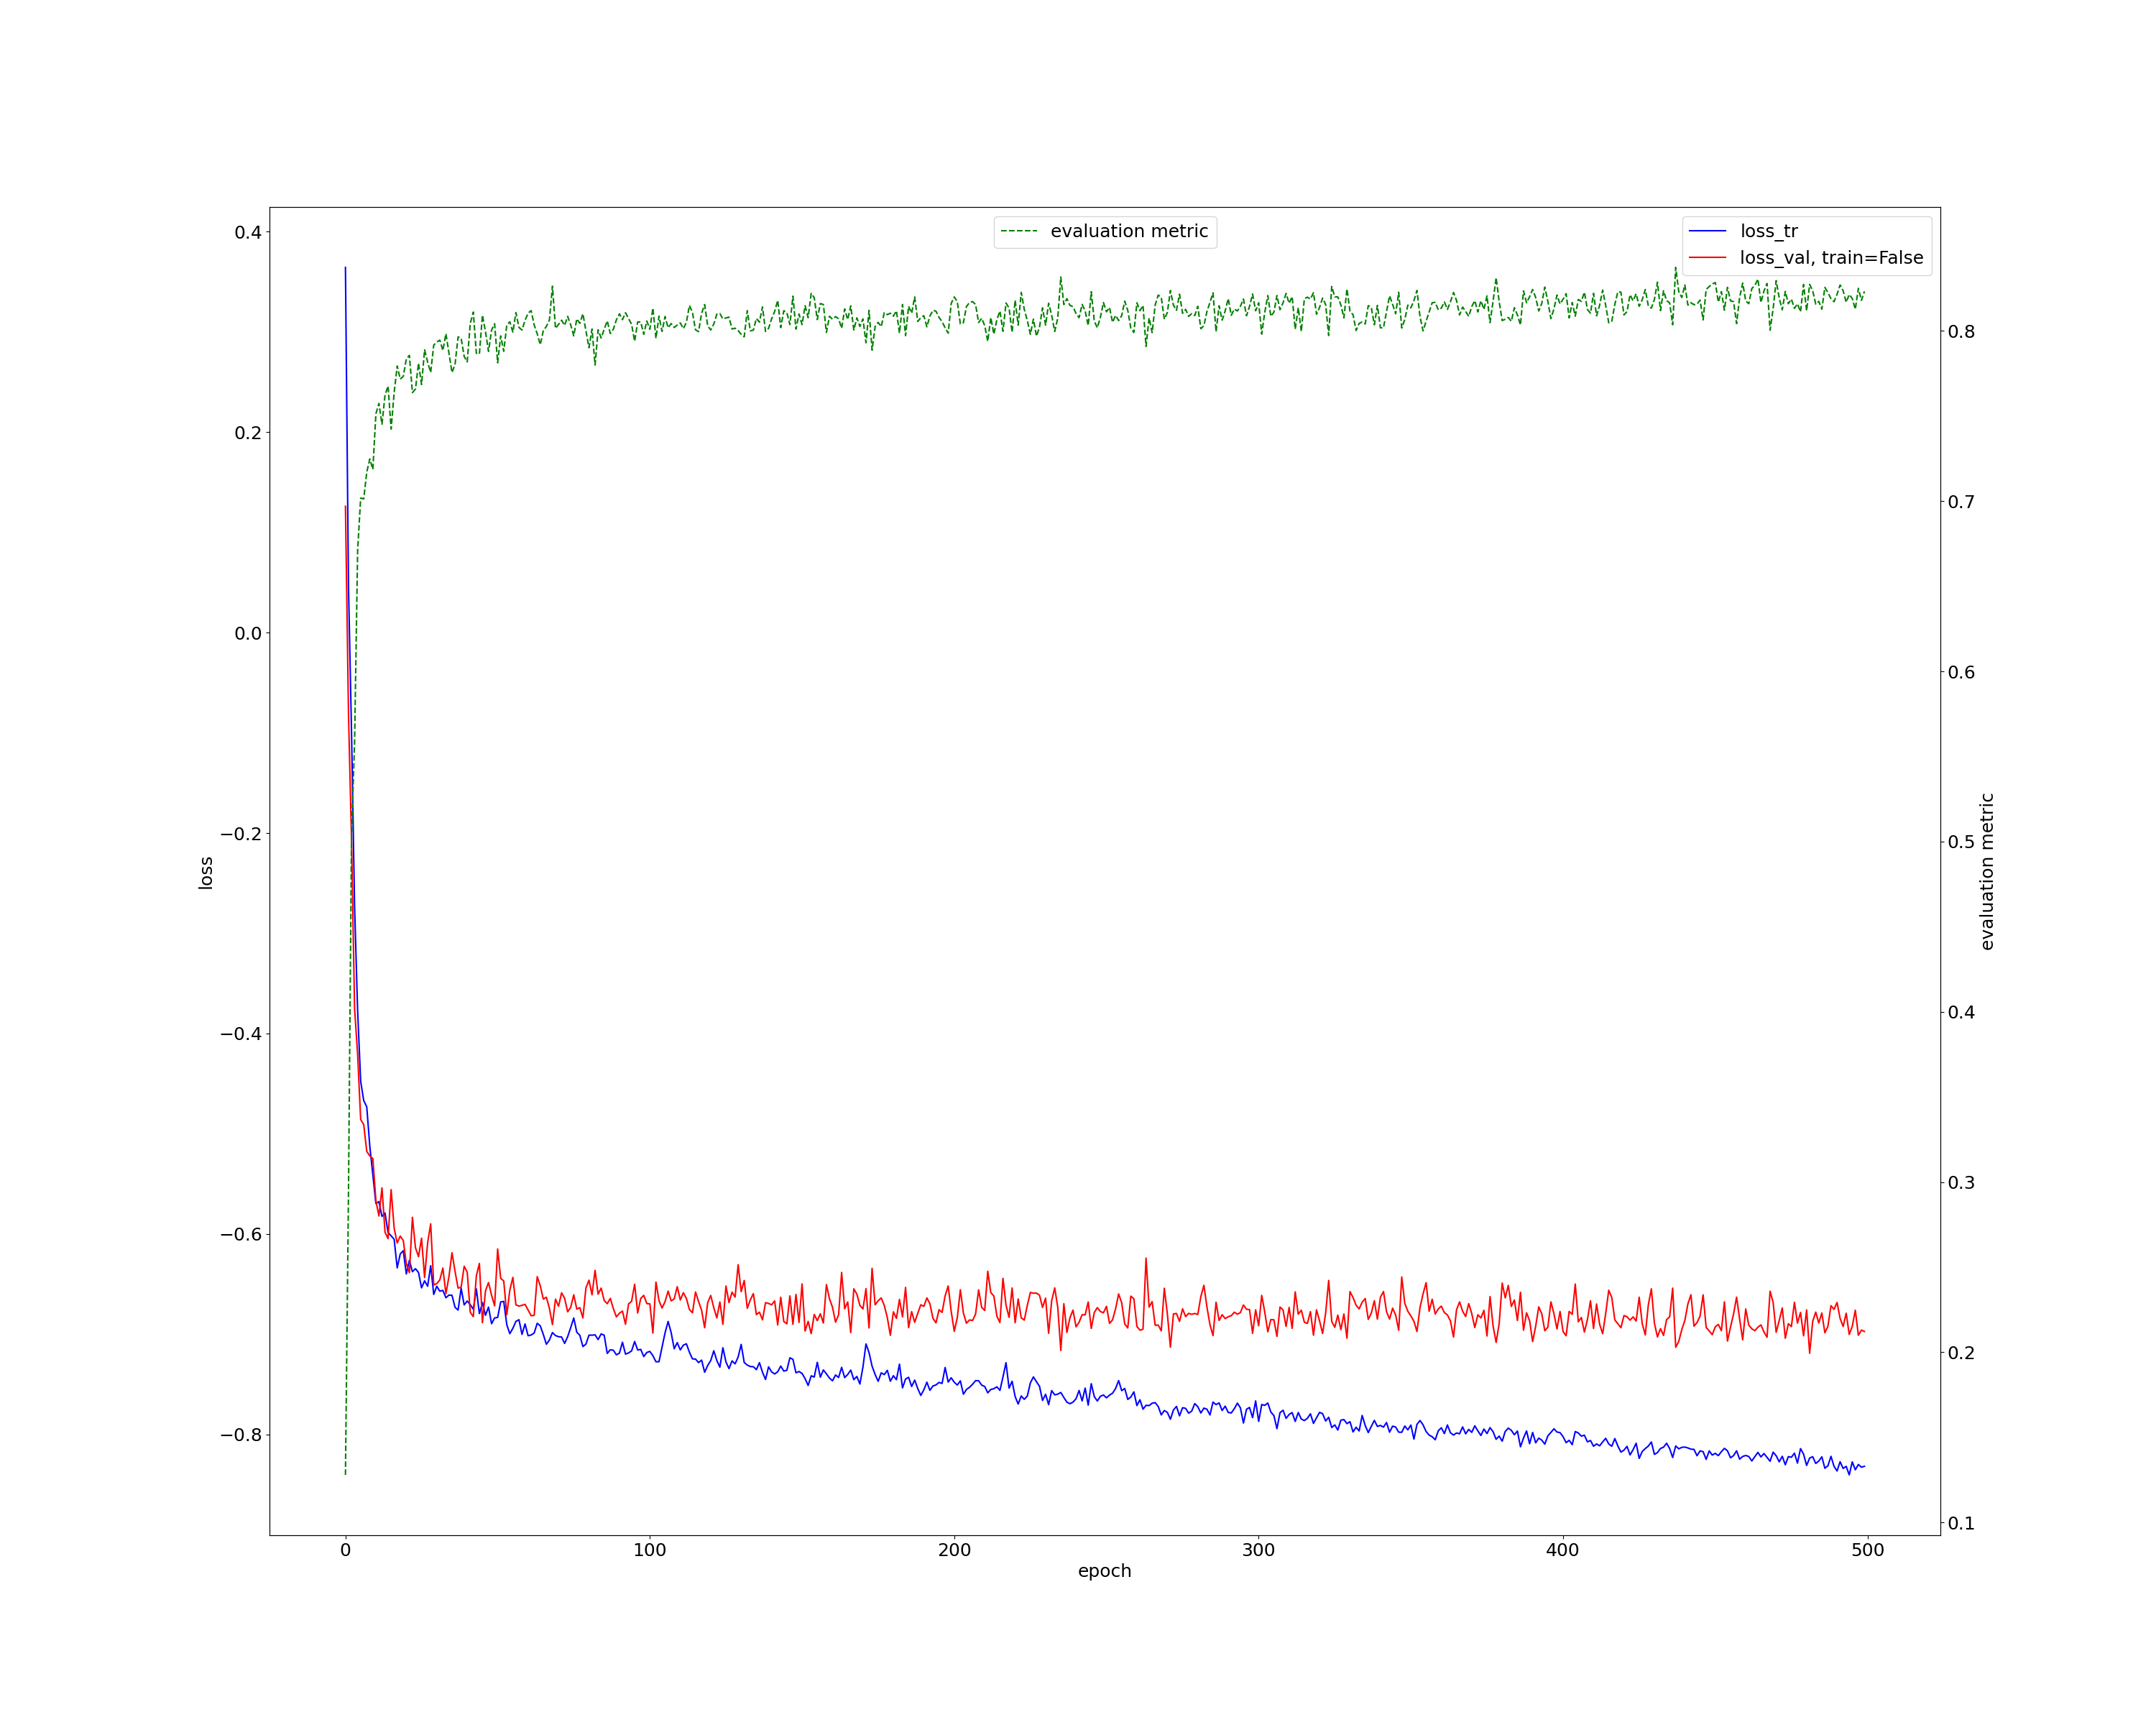 evaluation metric
loss_tr
loss_val, train=False
0.4
0.2
0.0
−0.2
−0.4
−0.6
−0.8
loss
0.8
0.7
0.6
0.5
0.4
0.3
0.2
0.1
evaluation metric
0 100 200 300 400 500
epoch